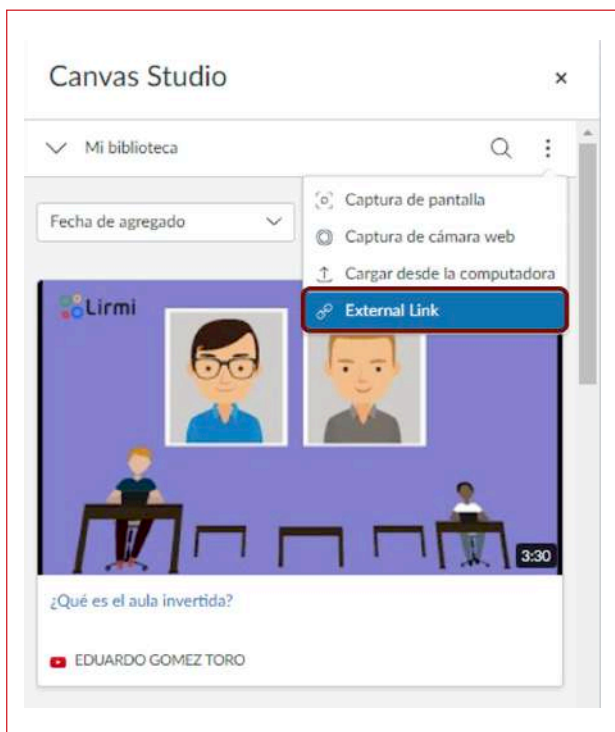 Canvas Studio
Mi biblioteca
Captura de pantalla
Fecha de agregado
Captura de cámara web
Cargar desde la computadora
External Link
Lirmi
3:30
¿Qué es el aula invertida?
EDUARDO GOMEZ TORO